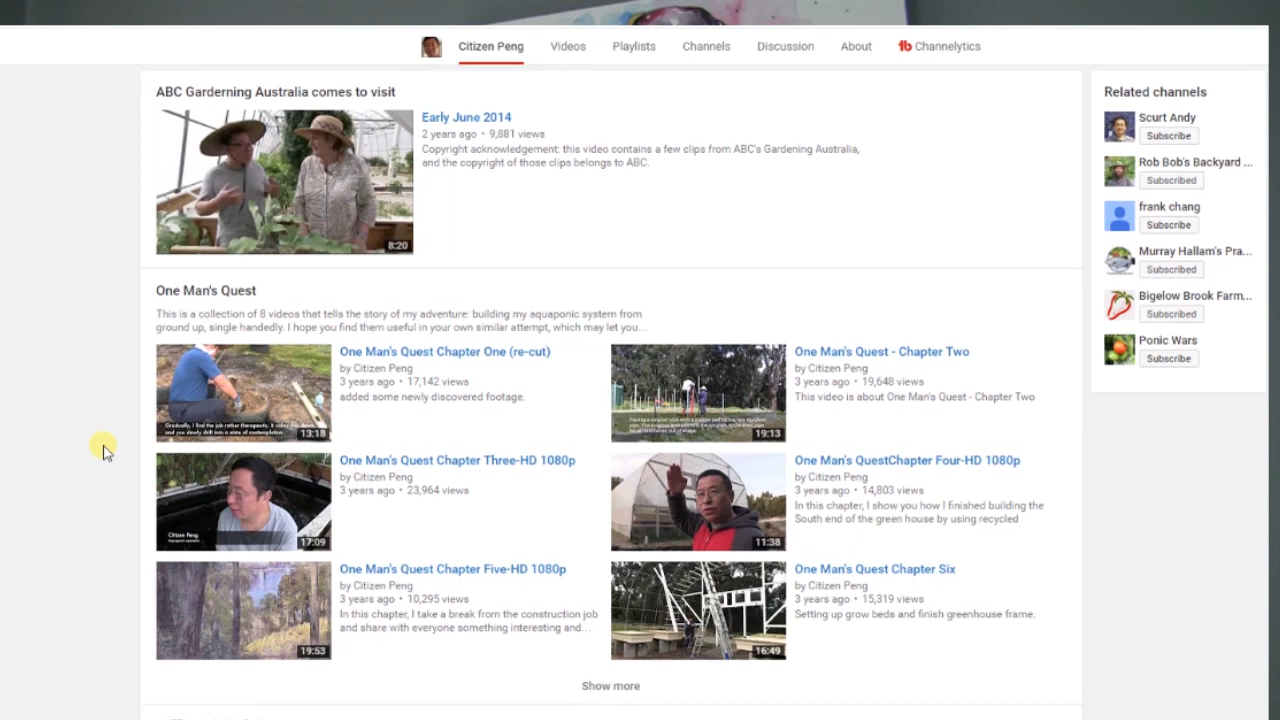 Citizen Peng Videos Playlists Channels Discussion About Channelytics
ABC Garderning Australia comes to visit
Early June 2014
2 years ago • 9,881 views
Copyright acknowledgement: this video contains a few clips from ABC's Gardening Australia,
and the copyright of those clips belongs to ABC.
8:20
One Man's Quest
This is a collection of 8 videos that tells the story of my adventure: building my aquaponic system from
ground up, single handedly. I hope you find them useful in your own similar attempt, which may let you...
One Man's Quest Chapter One (re-cut)
by Citizen Peng
3 years ago • 17,142 views
added some newly discovered footage.
13:18
One Man's Quest - Chapter Two
by Citizen Peng
3 years ago • 19,648 views
This video is about One Man's Quest - Chapter Two
19:13
One Man's Quest Chapter Three-HD 1080p
by Citizen Peng
3 years ago • 23,964 views
Citizen Peng
17:09
One Man's QuestChapter Four-HD 1080p
by Citizen Peng
3 years ago • 14,803 views
In this chapter, I show you how I finished building the
South end of the green house by using recycled
11:38
One Man's Quest Chapter Five-HD 1080p
by Citizen Peng
3 years ago • 10,295 views
In this chapter, I take a break from the construction job
and share with everyone something interesting and...
19:53
One Man's Quest Chapter Six
by Citizen Peng
3 years ago • 15,319 views
Setting up grow beds and finish greenhouse frame.
16:49
Show more
Related channels
Scurt Andy
Subscribe
Rob Bob's Backyard ...
Subscribed
frank chang
Subscribe
Murray Hallam's Pra...
Subscribed
Bigelow Brook Farm...
Subscribed
Ponic Wars
Subscribe